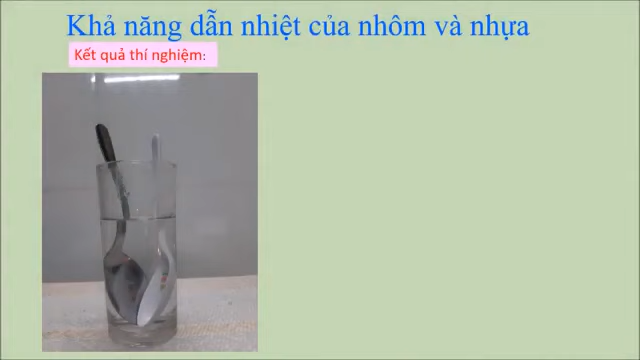 Khả năng dẫn nhiệt của nhôm và nhựa
Kết quả thí nghiệm: